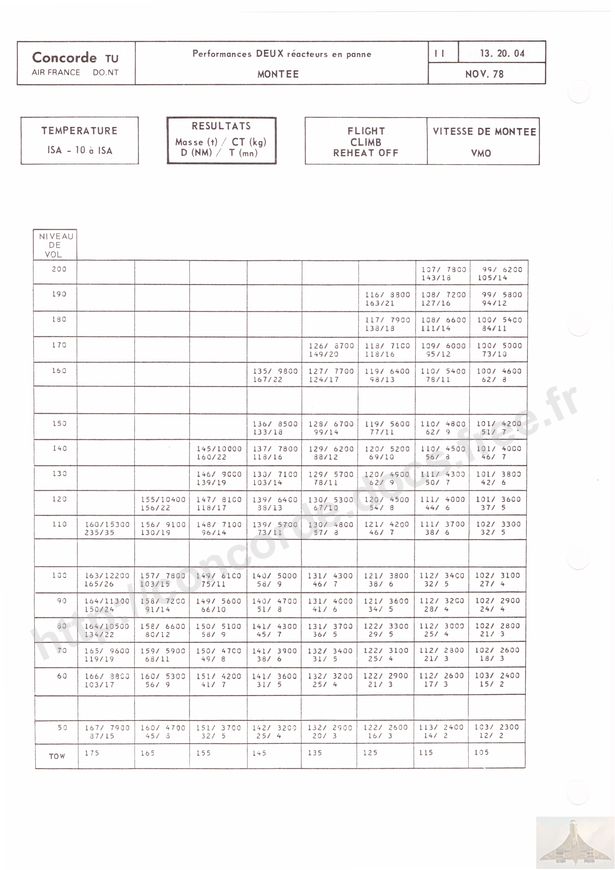 Concorde TU
AIR FRANCE DO.NT
Performances DEUX réacteurs en panne
MONTEE
II
13. 20. 04
NOV. 78
TEMPERATURE
ISA - 10 à ISA
RESULTATS
Masse (t) / CT (kg)
D (NM) / T (mn)
FLIGHT
CLIMB
REHEAT OFF
VITESSE DE MONTEE
VMO
NIVEAU
DE
VOL
200 107/ 7800 99/ 6200
143/18 105/14
190 116/ 8800 108/ 7200 99/ 5800
163/21 127/16 94/12
180 117/ 7900 108/ 6600 100/ 5400
138/18 111/14 84/11
170 126/ 8700 118/ 7100 109/ 6000 100/ 5000
149/20 118/16 95/12 73/10
160 135/ 9800 127/ 7700 119/ 6400 110/ 5400 100/ 4600
167/22 124/17 98/13 78/11 62/ 8
150 136/ 8500 128/ 6700 119/ 5600 110/ 4800 101/ 4200
133/18 99/14 77/11 62/ 9 51/ 7
140 145/10000 137/ 7800 129/ 6200 120/ 5200 110/ 4500 101/ 4000
160/22 118/16 88/12 69/10 56/ 8 46/ 7
130 146/ 9000 138/ 7100 129/ 5700 120/ 4900 111/ 4300 101/ 3800
139/19 103/14 78/11 62/ 9 50/ 7 42/ 6
120 155/10400 147/ 8100 139/ 6400 130/ 5300 120/ 4500 111/ 4000 101/ 3600
156/22 118/17 88/13 67/10 54/ 8 44/ 6 37/ 5
110 160/15300 156/ 9100 148/ 7100 139/ 5700 130/ 4800 121/ 4200 111/ 3700 102/ 3300
235/35 130/19 96/14 73/11 57/ 8 46/ 7 38/ 6 32/ 5
100 163/12200 157/ 7800 149/ 6100 140/ 5000 131/ 4300 121/ 3800 112/ 3400 102/ 3100
165/26 103/15 75/11 58/ 9 46/ 7 38/ 6 32/ 5 27/ 4
90 164/11300 158/ 7200 149/ 5600 140/ 4700 131/ 4000 121/ 3600 112/ 3200 102/ 2900
150/24 91/14 66/10 51/ 8 41/ 6 34/ 5 28/ 4 24/ 4
80 164/10500 158/ 6600 150/ 5100 141/ 4300 131/ 3700 122/ 3300 112/ 3000 102/ 2800
134/22 80/12 58/ 9 45/ 7 36/ 5 29/ 5 25/ 4 21/ 3
70 165/ 9600 159/ 5900 150/ 4700 141/ 3900 132/ 3400 122/ 3100 112/ 2800 102/ 2600
119/19 68/11 49/ 8 38/ 6 31/ 5 25/ 4 21/ 3 18/ 3
60 166/ 8800 160/ 5300 151/ 4200 141/ 3600 132/ 3200 122/ 2900 112/ 2600 103/ 2400
103/17 56/ 9 41/ 7 31/ 5 25/ 4 21/ 3 17/ 3 15/ 2
50 167/ 7900 160/ 4700 151/ 3700 142/ 3200 132/ 2900 122/ 2600 113/ 2400 103/ 2300
87/15 45/ 8 32/ 5 25/ 4 20/ 3 16/ 3 14/ 2 12/ 2
TOW 175 165 155 145 135 125 115 105
http://concorde.docs.free.fr